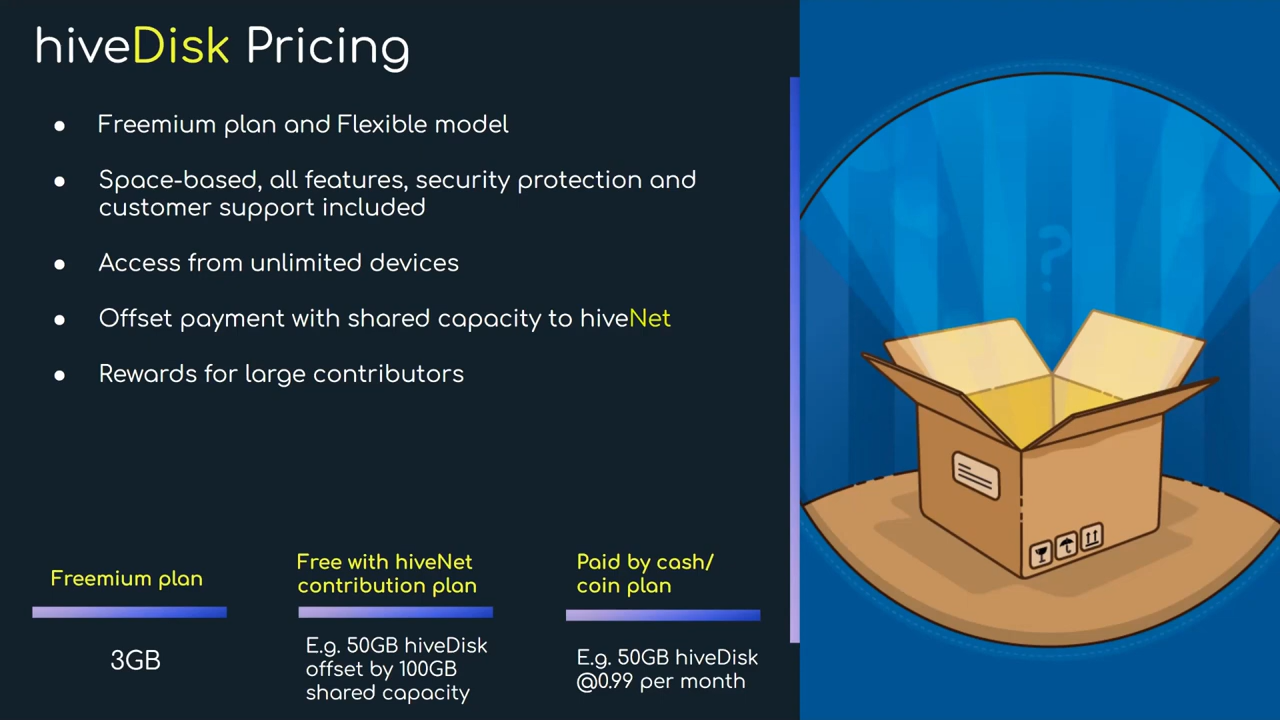 hiveDisk Pricing
● Freemium plan and Flexible model
● Space-based, all features, security protection and
customer support included
● Access from unlimited devices
● Offset payment with shared capacity to hiveNet
● Rewards for large contributors
?
Freemium plan
3GB
Free with hiveNet
contribution plan
E.g. 50GB hiveDisk
offset by 100GB
shared capacity
Paid by cash/
coin plan
E.g. 50GB hiveDisk
@0.99 per month